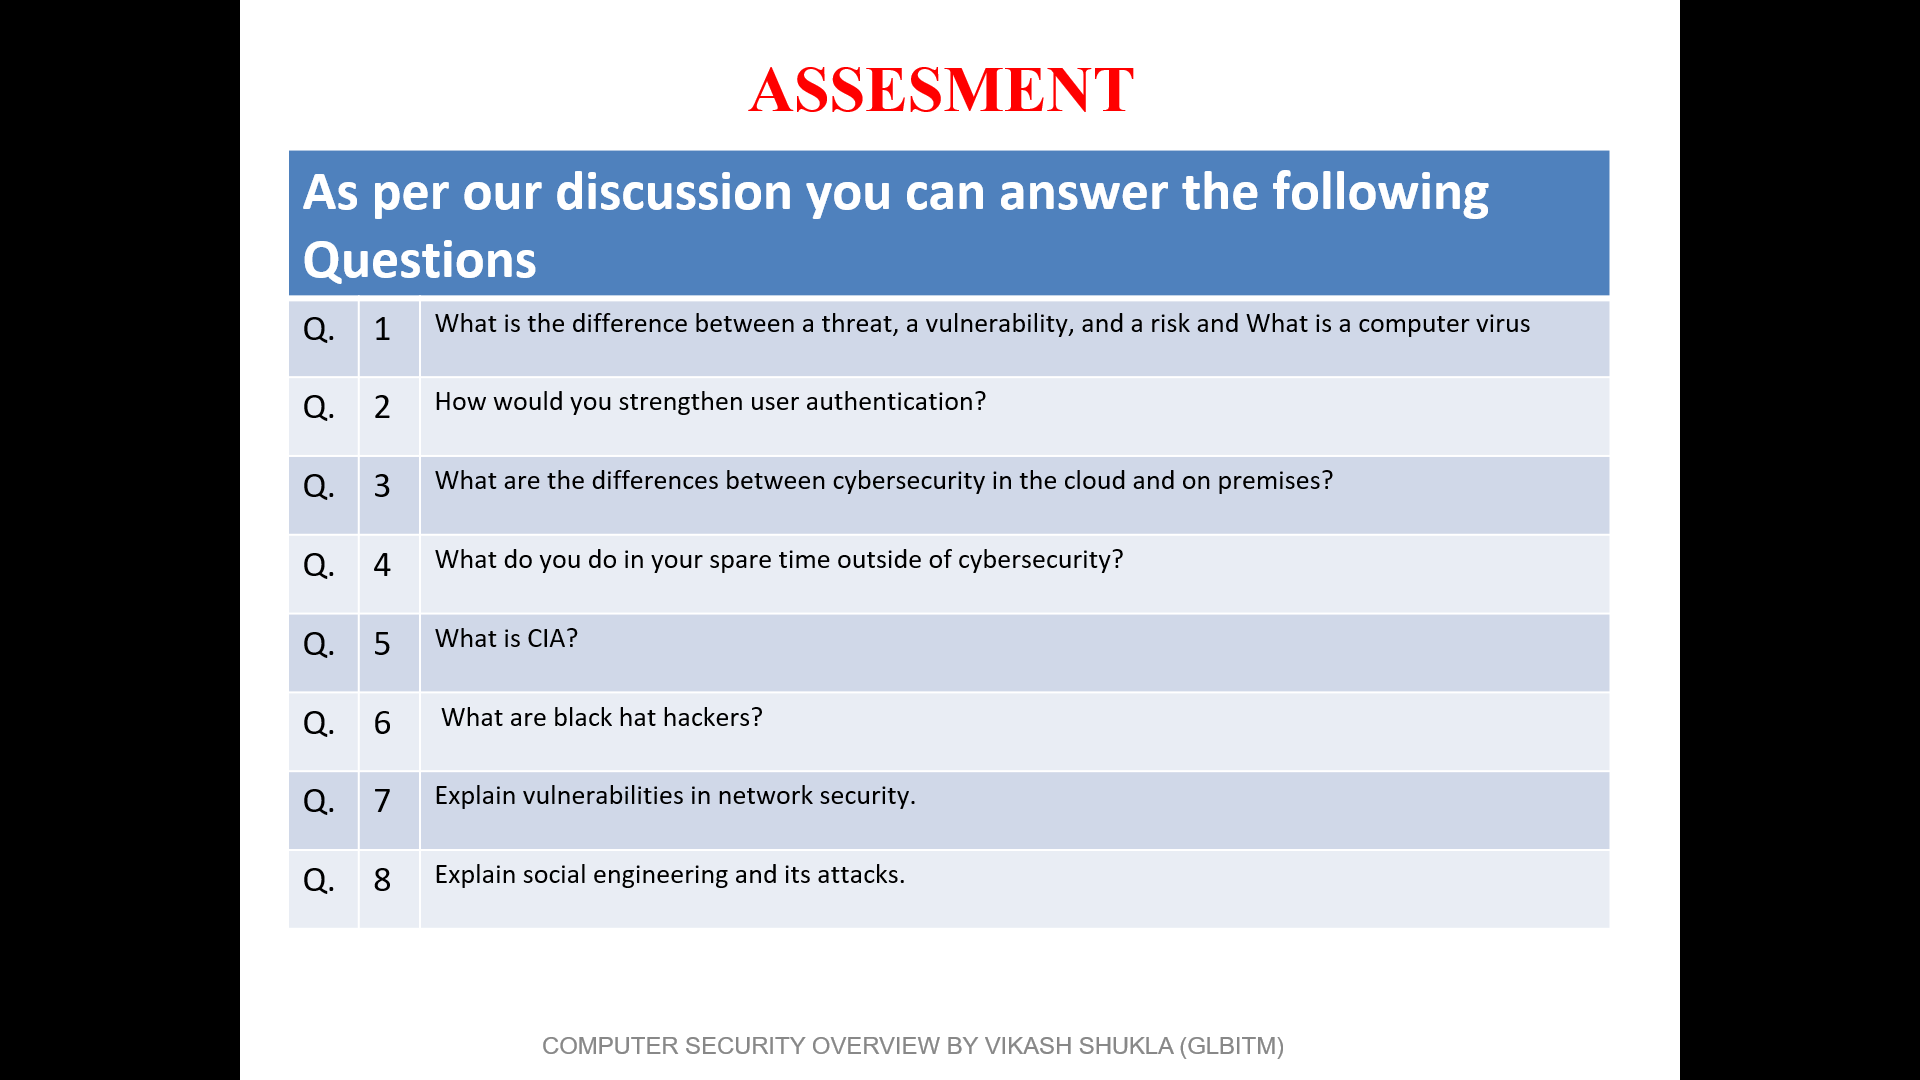 ASSESMENT
As per our discussion you can answer the following
Questions
Q. 1 What is the difference between a threat, a vulnerability, and a risk and What is a computer virus
Q. 2 How would you strengthen user authentication?
Q. 3 What are the differences between cybersecurity in the cloud and on premises?
Q. 4 What do you do in your spare time outside of cybersecurity?
Q. 5 What is CIA?
Q. 6 What are black hat hackers?
Q. 7 Explain vulnerabilities in network security.
Q. 8 Explain social engineering and its attacks.
COMPUTER SECURITY OVERVIEW BY VIKASH SHUKLA (GLBITM)